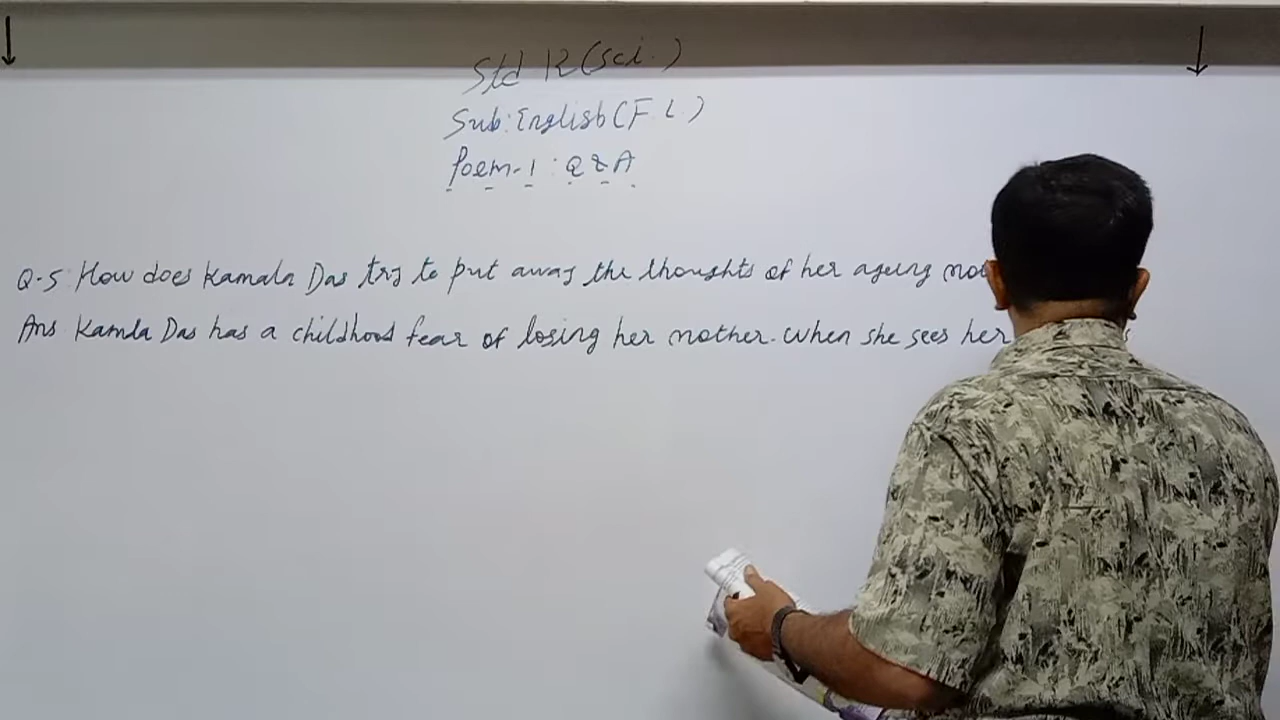 Std 12 (Sci.)
Sub: English (F.L.)
Poem-1 : Q & A
Q-5: How does Kamala Das try to put away the thoughts of her ageing
Ans Kamla Das has a childhood fear of losing her mother. When she sees her